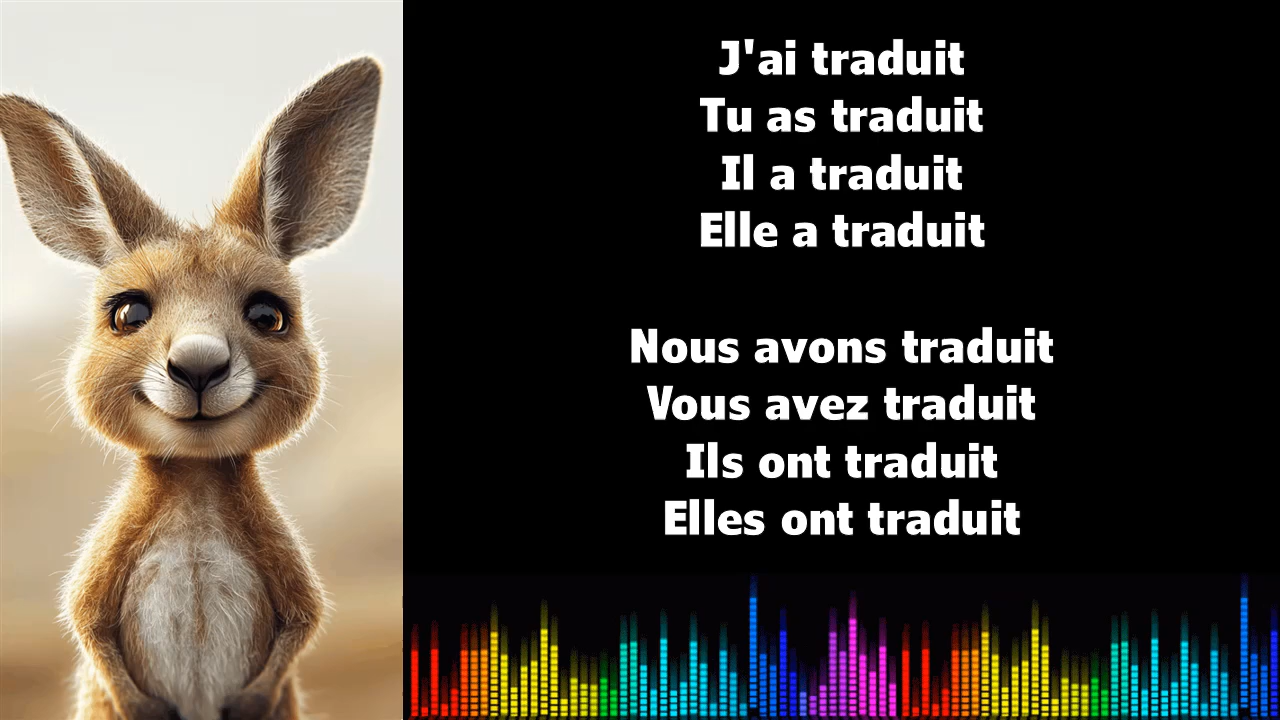 J'ai traduit
Tu as traduit
Il a traduit
Elle a traduit
Nous avons traduit
Vous avez traduit
Ils ont traduit
Elles ont traduit